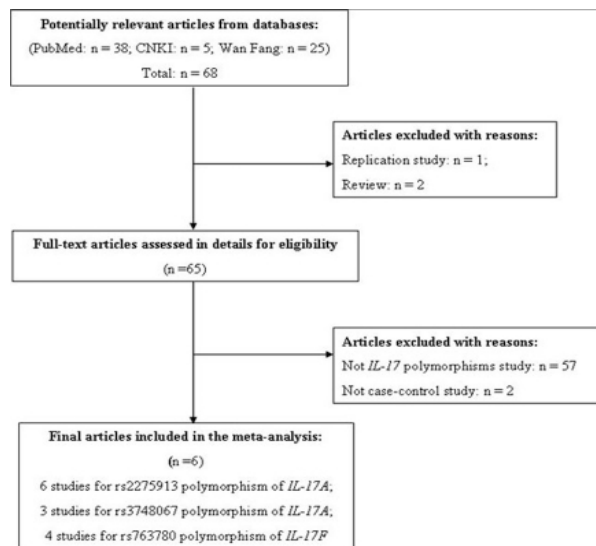 Potentially relevant articles from databases:
(PubMed: n = 38; CNKI: n = 5; Wan Fang: n = 25)
Total: n = 68
Articles excluded with reasons:
Replication study: n = 1;
Review: n = 2
Full-text articles assessed in details for eligibility
(n =65)
Articles excluded with reasons:
Not IL-17 polymorphisms study: n = 57
Not case-control study: n = 2
Final articles included in the meta-analysis:
(n =6)
6 studies for rs2275913 polymorphism of IL-17A;
3 studies for rs3748067 polymorphism of IL-17A;
4 studies for rs763780 polymorphism of IL-17F